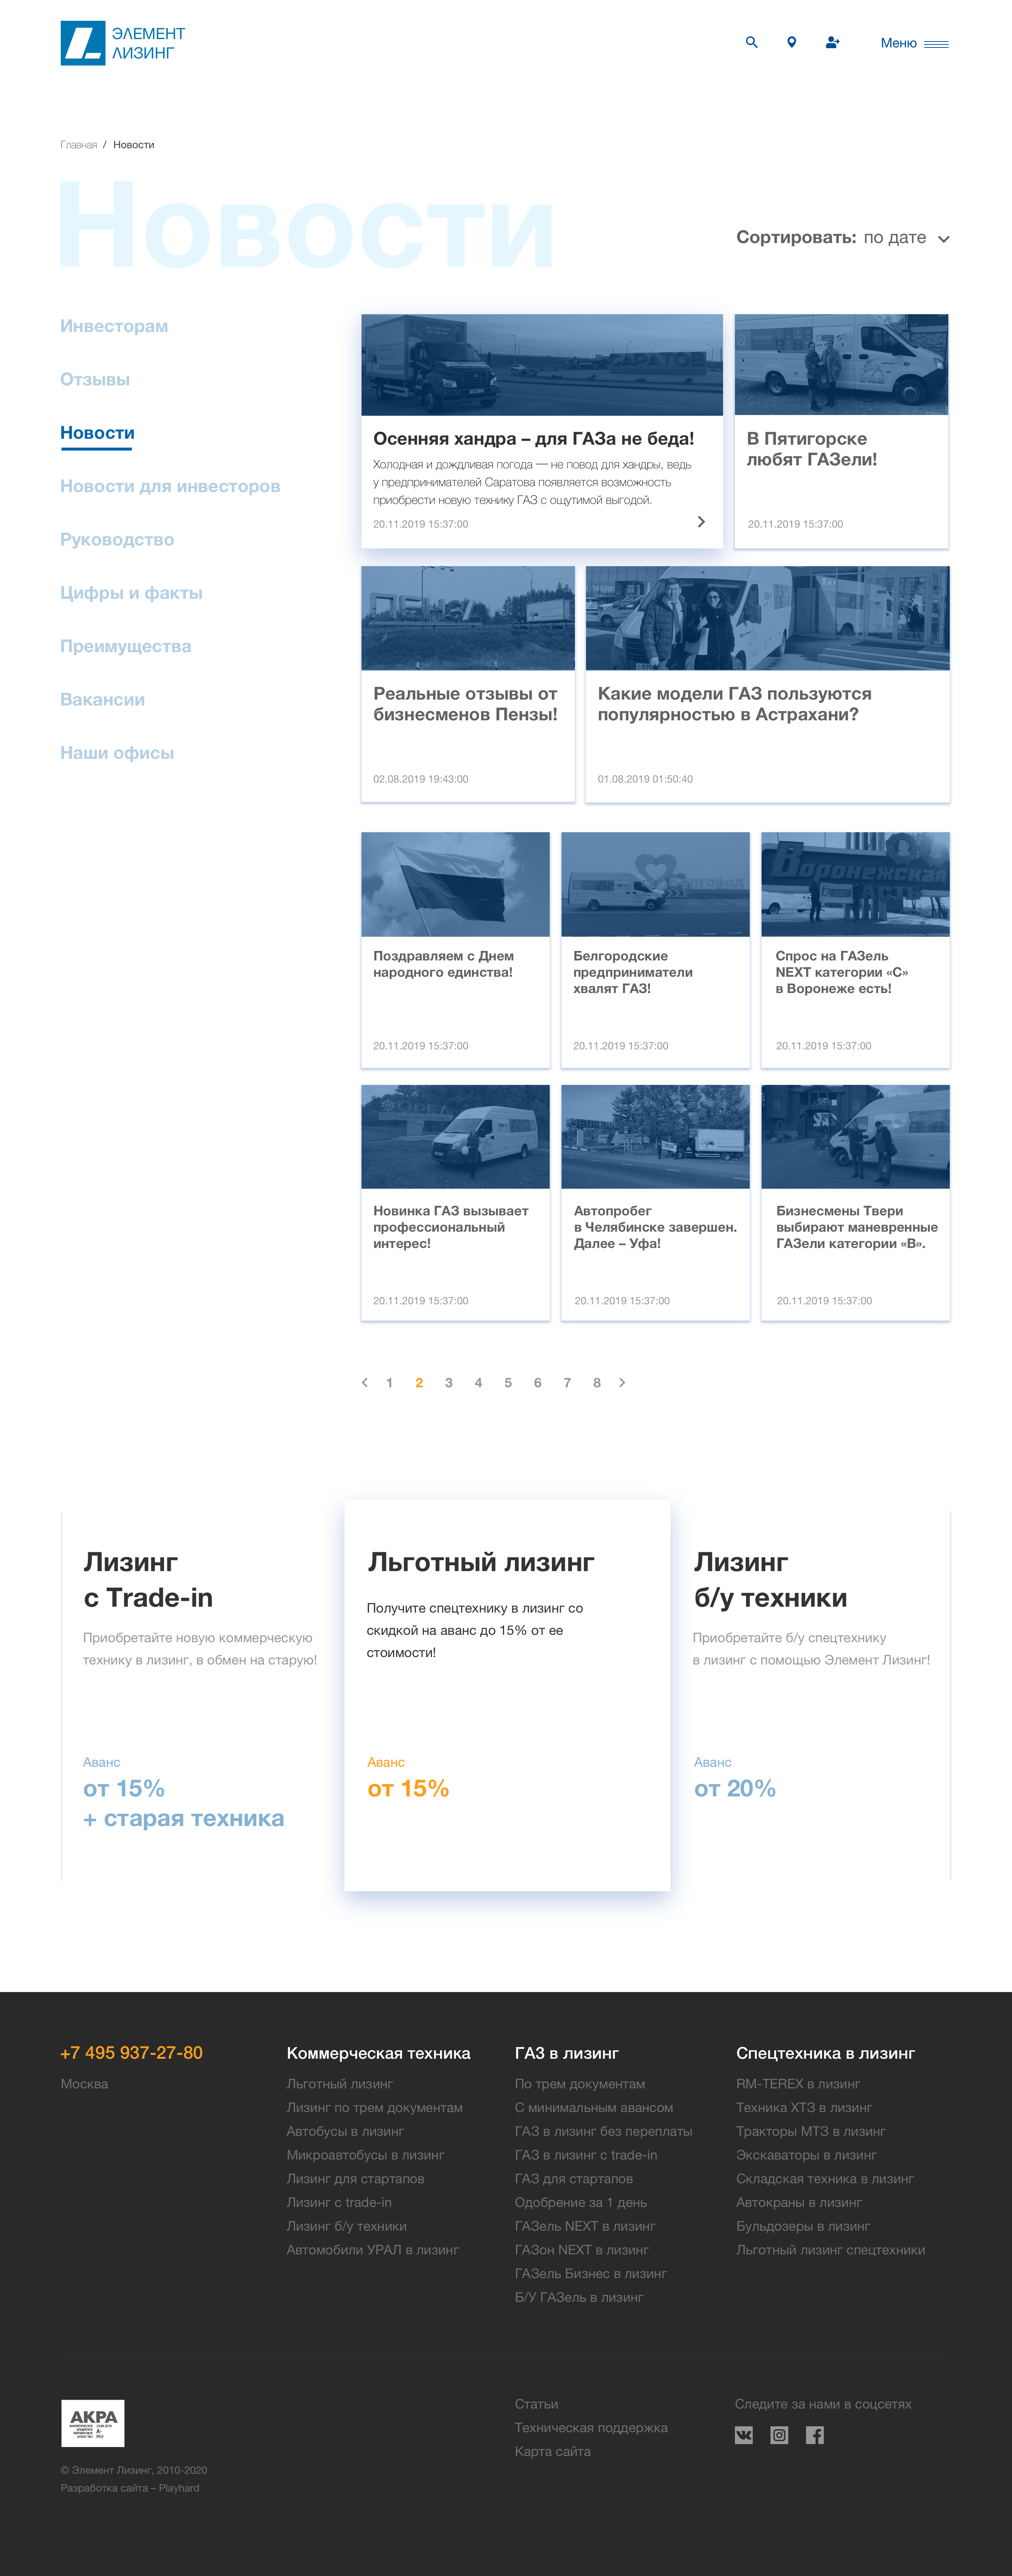 ЭЛЕМЕНТ
ЛИЗИНГ
Меню
Главная / Новости
Новости
Сортировать: по дате
Инвесторам
Отзывы
Новости
Новости для инвесторов
Руководство
Цифры и факты
Преимущества
Вакансии
Наши офисы
Осенняя хандра – для ГАЗа не беда!
Холодная и дождливая погода — не повод для хандры, ведь
у предпринимателей Саратова появляется возможность
приобрести новую технику ГАЗ с ощутимой выгодой.
20.11.2019 15:37:00
В Пятигорске
любят ГАЗели!
20.11.2019 15:37:00
Реальные отзывы от
бизнесменов Пензы!
02.08.2019 19:43:00
Какие модели ГАЗ пользуются
популярностью в Астрахани?
01.08.2019 01:50:40
Воронежская
Поздравляем с Днем
народного единства!
20.11.2019 15:37:00
Белгородские
предприниматели
хвалят ГАЗ!
20.11.2019 15:37:00
Спрос на ГАЗель
NEXT категории «С»
в Воронеже есть!
20.11.2019 15:37:00
Новинка ГАЗ вызывает
профессиональный
интерес!
20.11.2019 15:37:00
Автопробег
в Челябинске завершен.
Далее – Уфа!
20.11.2019 15:37:00
Бизнесмены Твери
выбирают маневренные
ГАЗели категории «В».
20.11.2019 15:37:00
1 2 3 4 5 6 7 8
Лизинг
с Trade-in
Приобретайте новую коммерческую
технику в лизинг, в обмен на старую!
Аванс
от 15%
+ старая техника
Льготный лизинг
Получите спецтехнику в лизинг со
скидкой на аванс до 15% от ее
стоимости!
Аванс
от 15%
Лизинг
б/у техники
Приобретайте б/у спецтехнику
в лизинг с помощью Элемент Лизинг!
Аванс
от 20%
+7 495 937-27-80
Москва
Коммерческая техника
Льготный лизинг
Лизинг по трем документам
Автобусы в лизинг
Микроавтобусы в лизинг
Лизинг для стартапов
Лизинг с trade-in
Лизинг б/у техники
Автомобили УРАЛ в лизинг
ГАЗ в лизинг
По трем документам
С минимальным авансом
ГАЗ в лизинг без переплаты
ГАЗ в лизинг с trade-in
ГАЗ для стартапов
Одобрение за 1 день
ГАЗель NEXT в лизинг
ГАЗон NEXT в лизинг
ГАЗель Бизнес в лизинг
Б/У ГАЗель в лизинг
Спецтехника в лизинг
RM-TEREX в лизинг
Техника ХТЗ в лизинг
Тракторы МТЗ в лизинг
Экскаваторы в лизинг
Складская техника в лизинг
Автокраны в лизинг
Бульдозеры в лизинг
Льготный лизинг спецтехники
АКРА
© Элемент Лизинг, 2010-2020
Разработка сайта – Playhard
Статьи
Техническая поддержка
Карта сайта
Следите за нами в соцсетях